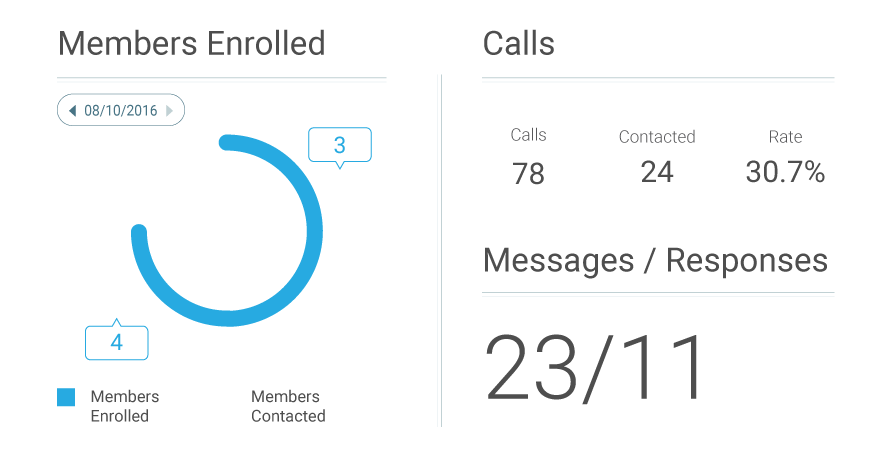 Members Enrolled
08/10/2016
3
4
Members
Enrolled
Members
Contacted
Calls
Calls
Contacted
Rate
78
24
30.7%
Messages / Responses
23/11